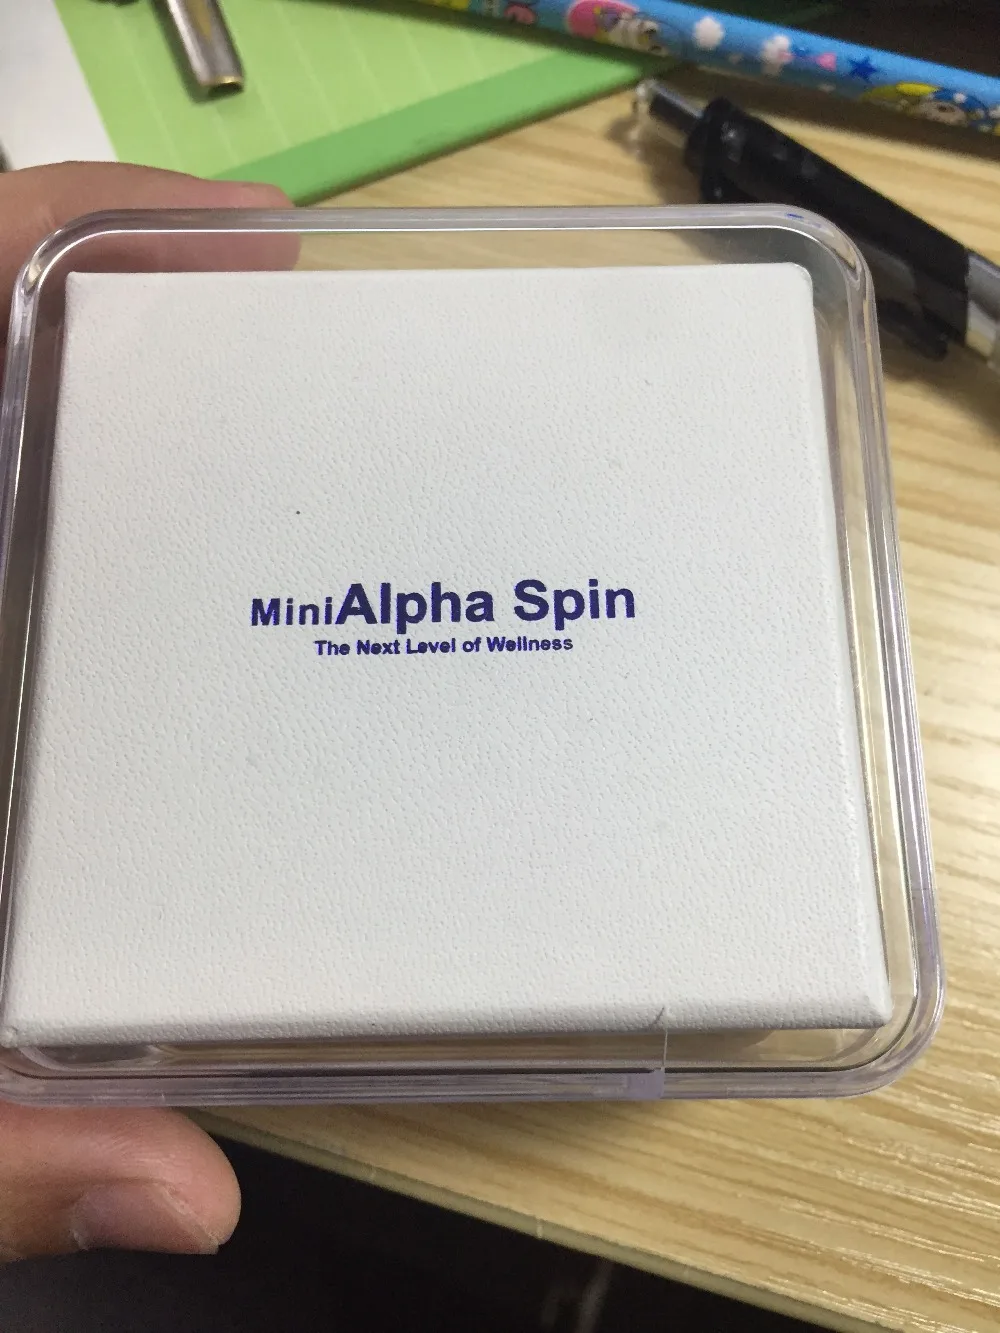 MiniAlpha Spin
The Next Level of Wellness